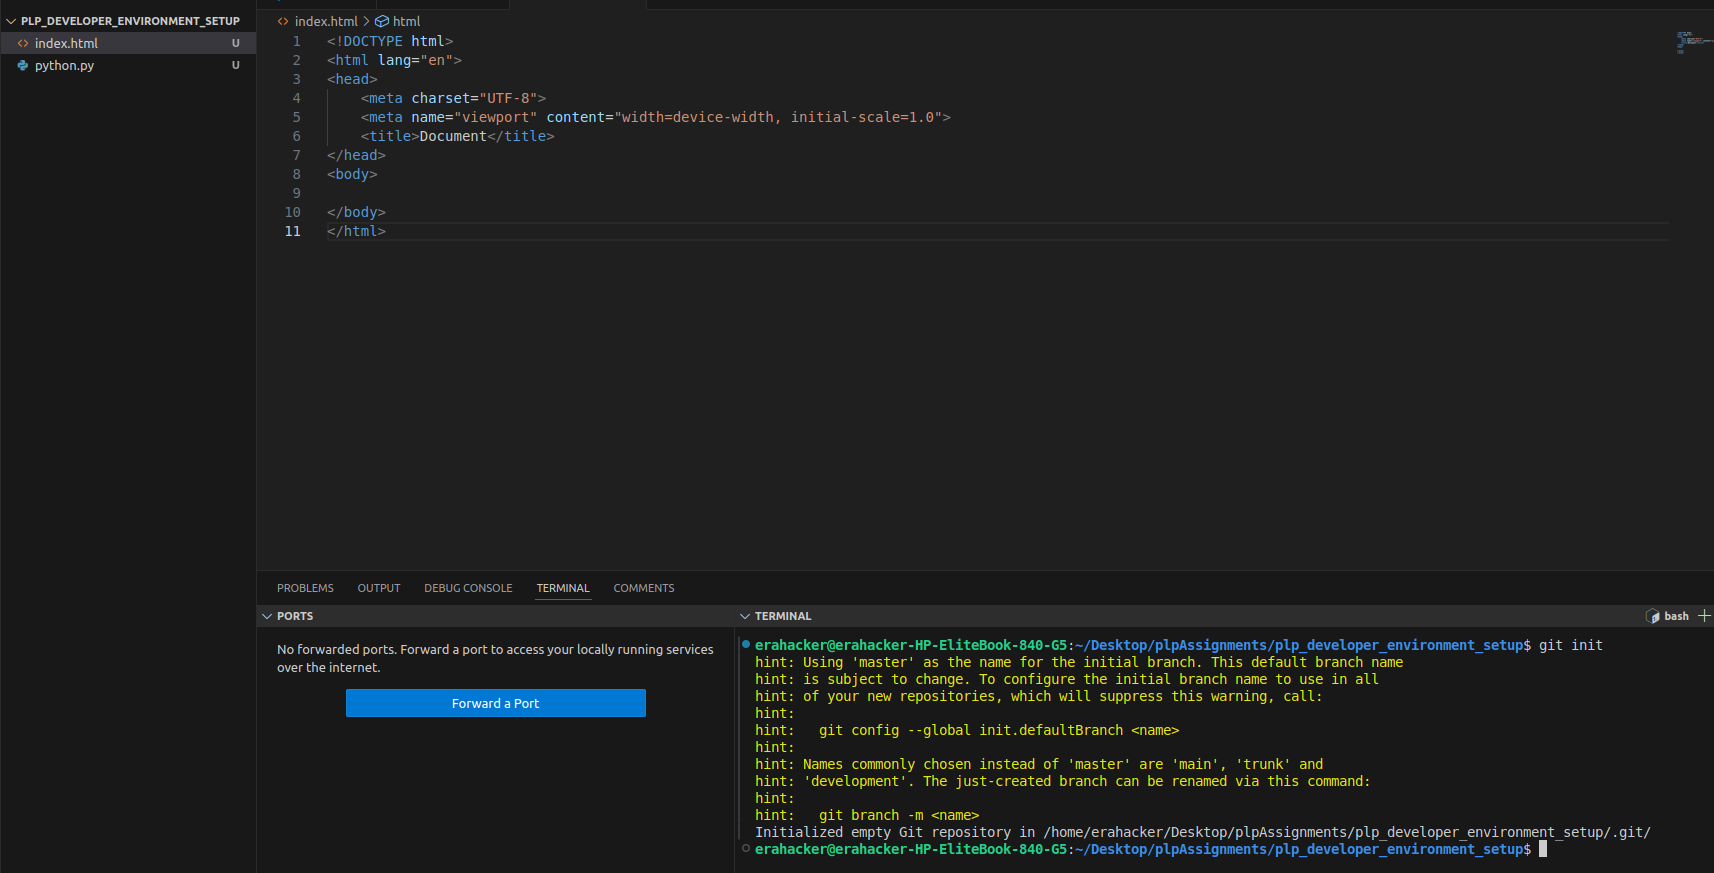 PLP_DEVELOPER_ENVIRONMENT_SETUP
index.html U
python.py U
index.html > html
1 <!DOCTYPE html>
2 <html lang="en">
3 <head>
4     <meta charset="UTF-8">
5     <meta name="viewport" content="width=device-width, initial-scale=1.0">
6     <title>Document</title>
7 </head>
8 <body>
9
10 </body>
11 </html>
PROBLEMS OUTPUT DEBUG CONSOLE TERMINAL COMMENTS
PORTS
No forwarded ports. Forward a port to access your locally running services
over the internet.
Forward a Port
TERMINAL
bash
erahacker@erahacker-HP-EliteBook-840-G5:~/Desktop/plpAssignments/plp_developer_environment_setup$ git init
hint: Using 'master' as the name for the initial branch. This default branch name
hint: is subject to change. To configure the initial branch name to use in all
hint: of your new repositories, which will suppress this warning, call:
hint:
hint:   git config --global init.defaultBranch <name>
hint:
hint: Names commonly chosen instead of 'master' are 'main', 'trunk' and
hint: 'development'. The just-created branch can be renamed via this command:
hint:
hint:   git branch -m <name>
Initialized empty Git repository in /home/erahacker/Desktop/plpAssignments/plp_developer_environment_setup/.git/
erahacker@erahacker-HP-EliteBook-840-G5:~/Desktop/plpAssignments/plp_developer_environment_setup$